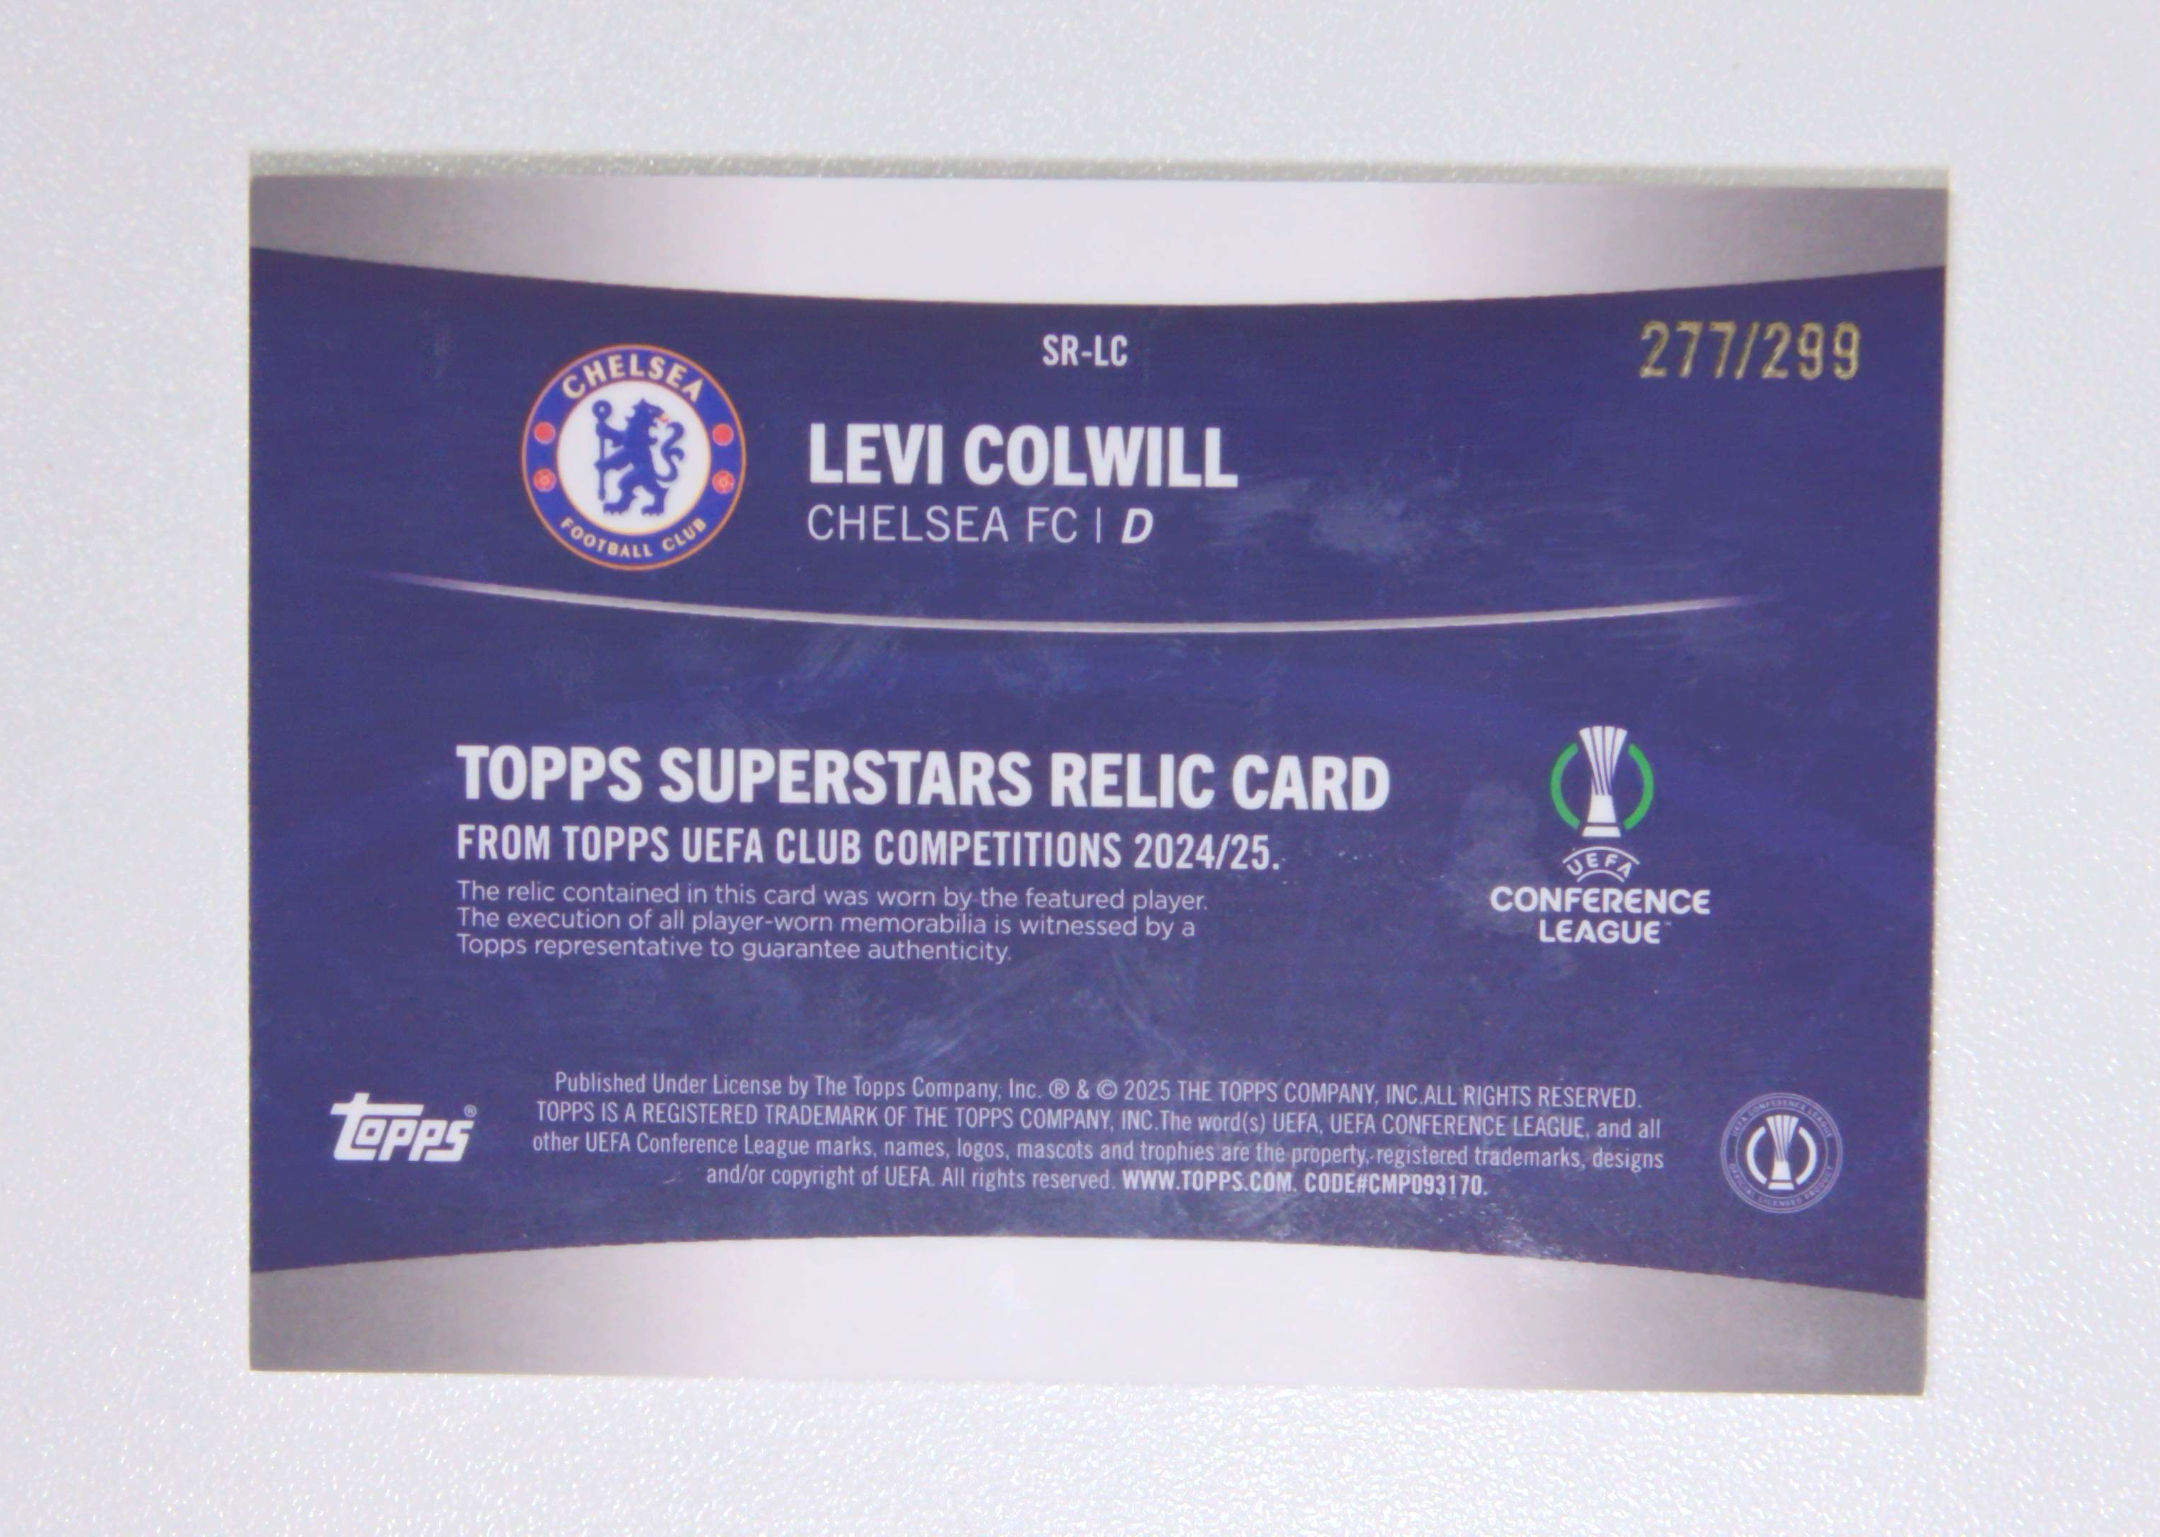 SR-LC
277/299
CHELSEA
FOOTBALL CLUB
LEVI COLWILL
CHELSEA FC | D
TOPPS SUPERSTARS RELIC CARD
FROM TOPPS UEFA CLUB COMPETITIONS 2024/25.
The relic contained in this card was worn by the featured player.
The execution of all player-worn memorabilia is witnessed by a
Topps representative to guarantee authenticity.
UEFA
CONFERENCE
LEAGUE™
topps®
Published Under License by The Topps Company, Inc. ® & © 2025 THE TOPPS COMPANY, INC.ALL RIGHTS RESERVED.
TOPPS IS A REGISTERED TRADEMARK OF THE TOPPS COMPANY, INC.The word(s) UEFA, UEFA CONFERENCE LEAGUE, and all
other UEFA Conference League marks, names, logos, mascots and trophies are the property, registered trademarks, designs
and/or copyright of UEFA. All rights reserved. WWW.TOPPS.COM. CODE#CMP093170.
UEFA CONFERENCE LEAGUE
OFFICIAL LICENSED PRODUCT